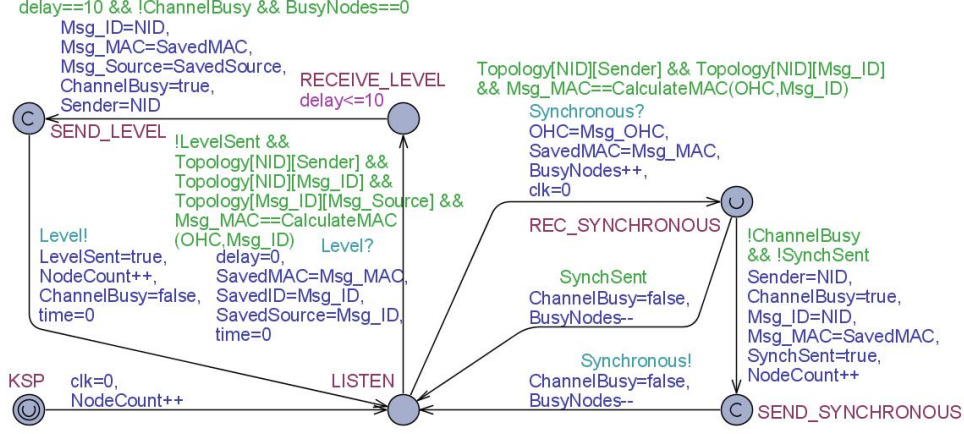 delay==10 && !ChannelBusy && BusyNodes==0
Msg_ID=NID,
Msg_MAC=SavedMAC,
Msg_Source=SavedSource,
ChannelBusy=true,
Sender=NID
RECEIVE_LEVEL
delay<=10
C
SEND_LEVEL
!LevelSent &&
Topology[NID][Sender] &&
Topology[NID][Msg_ID] &&
Topology[Msg_ID][Msg_Source] &&
Msg_MAC==CalculateMAC
(OHC,Msg_ID)
Level?
delay=0,
SavedMAC=Msg_MAC,
SavedID=Msg_ID,
SavedSource=Msg_ID,
time=0
Level!
LevelSent=true,
NodeCount++,
ChannelBusy=false,
time=0
KSP
clk=0,
NodeCount++
LISTEN
Topology[NID][Sender] && Topology[NID][Msg_ID]
&& Msg_MAC==CalculateMAC(OHC,Msg_ID)
Synchronous?
OHC=Msg_OHC,
SavedMAC=Msg_MAC,
BusyNodes++,
clk=0
REC_SYNCHRONOUS
SynchSent
ChannelBusy=false,
BusyNodes--
!ChannelBusy
&& !SynchSent
Sender=NID,
ChannelBusy=true,
Msg_ID=NID,
Msg_MAC=SavedMAC,
SynchSent=true,
NodeCount++
Synchronous!
ChannelBusy=false,
BusyNodes--
C
SEND_SYNCHRONOUS